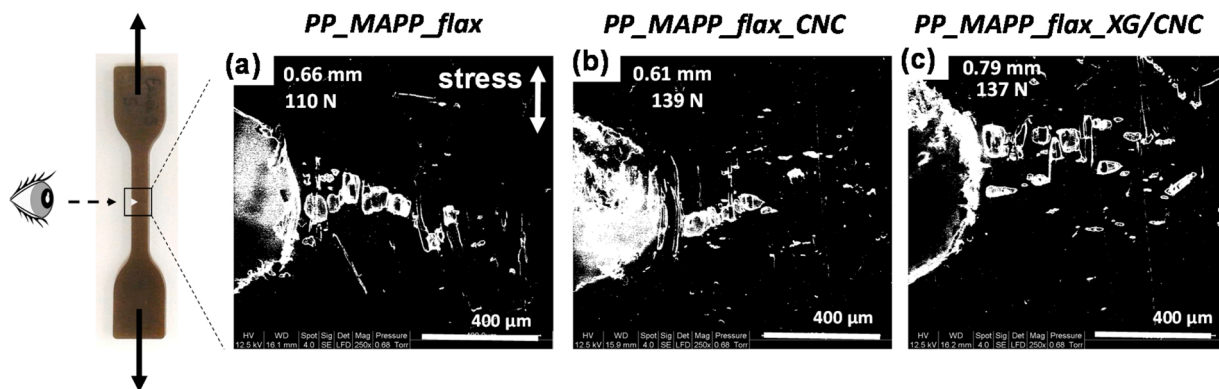 PP_MAPP_flax
PP_MAPP_flax_CNC
PP_MAPP_flax_XG/CNC
(a)
0.66 mm
110 N
stress
400 µm
HV WD Spot Sig Det Mag Pressure
12.5 kV 16.1 mm 4.0 SE LFD 250x 0.68 Torr
(b)
0.61 mm
139 N
400 µm
HV WD Spot Sig Det Mag Pressure
12.5 kV 15.9 mm 4.0 SE LFD 250x 0.68 Torr
(c)
0.79 mm
137 N
400 µm
HV WD Spot Sig Det Mag Pressure
12.5 kV 16.2 mm 4.0 SE LFD 250x 0.68 Torr